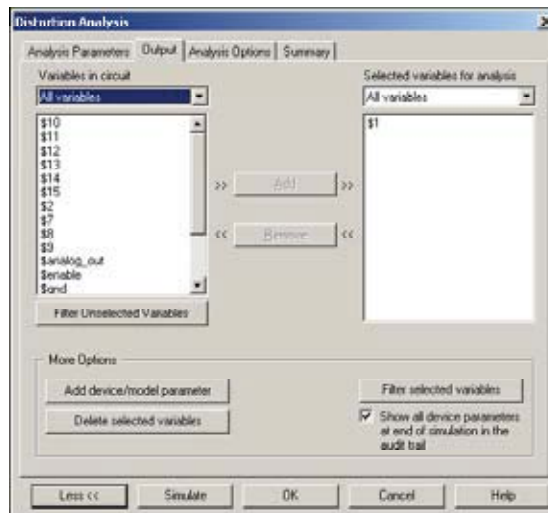 Distortion Analysis
Analysis Parameters Output Analysis Options Summary
Variables in circuit
All variables
$10
$11
$12
$13
$14
$15
$2
$7
$8
$9
$analog_out
$enable
$gnd
Filter Unselected Variables
>> Add >>
<< Remove <<
Selected variables for analysis
All variables
$1
More Options
Add device/model parameter
Delete selected variables
Filter selected variables
Show all device parameters
at end of simulation in the
audit trail
Less << Simulate OK Cancel Help